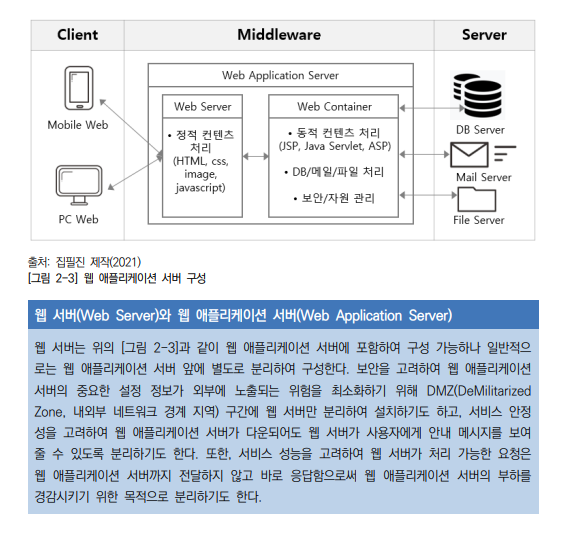 Client
Middleware
Server
Web Application Server
Mobile Web
PC Web
Web Server
• 정적 컨텐츠
처리
(HTML, css,
image,
javascript)
Web Container
• 동적 컨텐츠 처리
(JSP, Java Servlet, ASP)
• DB/메일/파일 처리
• 보안/자원 관리
DB Server
Mail Server
File Server
출처: 집필진 제작(2021)
[그림 2-3] 웹 애플리케이션 서버 구성
웹 서버(Web Server)와 웹 애플리케이션 서버(Web Application Server)
웹 서버는 위의 [그림 2-3]과 같이 웹 애플리케이션 서버에 포함하여 구성 가능하나 일반적으
로는 웹 애플리케이션 서버 앞에 별도로 분리하여 구성한다. 보안을 고려하여 웹 애플리케이션
서버의 중요한 설정 정보가 외부에 노출되는 위험을 최소화하기 위해 DMZ(DeMilitarized
Zone, 내외부 네트워크 경계 지역) 구간에 웹 서버만 분리하여 설치하기도 하고, 서비스 안정
성을 고려하여 웹 애플리케이션 서버가 다운되어도 웹 서버가 사용자에게 안내 메시지를 보여
줄 수 있도록 분리하기도 한다. 또한, 서비스 성능을 고려하여 웹 서버가 처리 가능한 요청은
웹 애플리케이션 서버까지 전달하지 않고 바로 응답함으로써 웹 애플리케이션 서버의 부하를
경감시키기 위한 목적으로 분리하기도 한다.